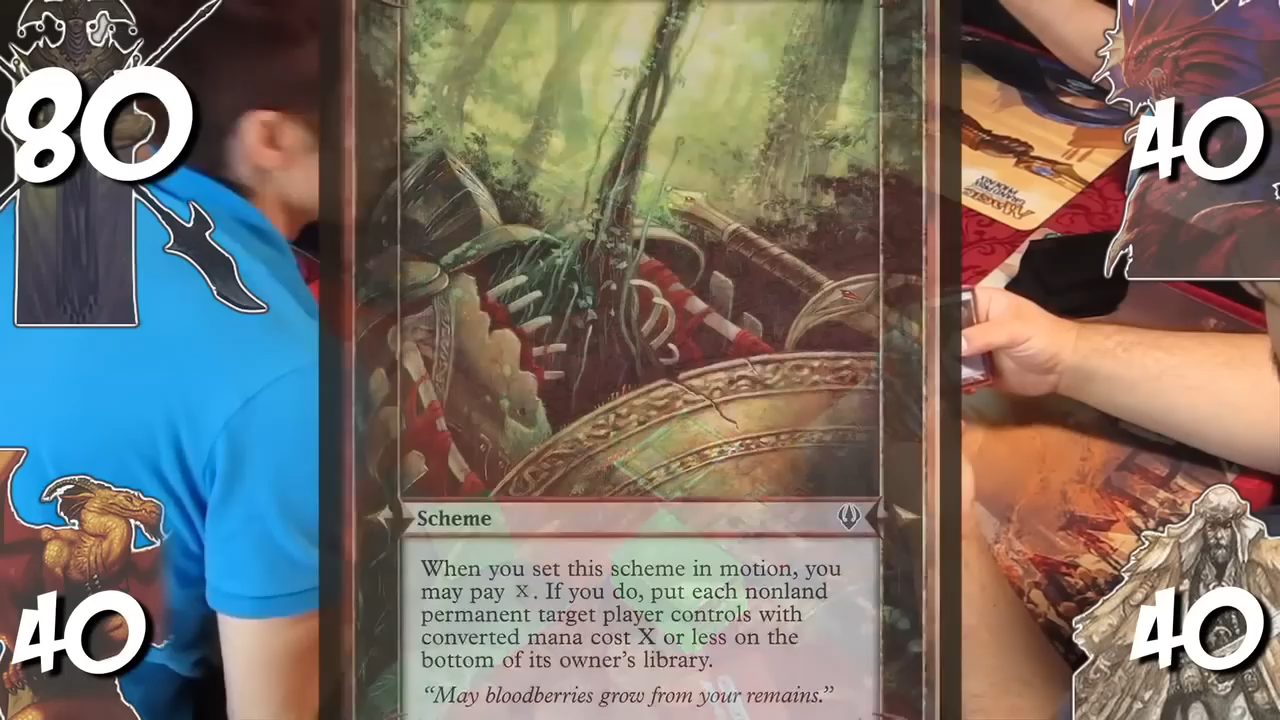 80
40
Scheme
When you set this scheme in motion, you
may pay X. If you do, put each nonland
permanent target player controls with
converted mana cost X or less on the
bottom of its owner's library.
"May bloodberries grow from your remains."
40
40